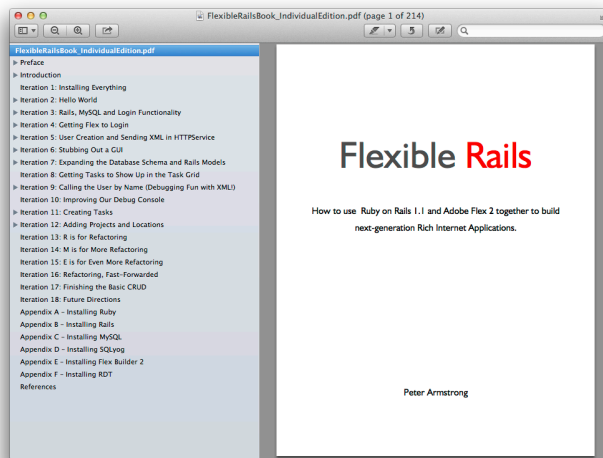 FlexibleRailsBook_IndividualEdition.pdf (page 1 of 214)
FlexibleRailsBook_IndividualEdition.pdf
Preface
Introduction
Iteration 1: Installing Everything
Iteration 2: Hello World
Iteration 3: Rails, MySQL and Login Functionality
Iteration 4: Getting Flex to Login
Iteration 5: User Creation and Sending XML in HTTPService
Iteration 6: Stubbing Out a GUI
Iteration 7: Expanding the Database Schema and Rails Models
Iteration 8: Getting Tasks to Show Up in the Task Grid
Iteration 9: Calling the User by Name (Debugging Fun with XML!)
Iteration 10: Improving Our Debug Console
Iteration 11: Creating Tasks
Iteration 12: Adding Projects and Locations
Iteration 13: R is for Refactoring
Iteration 14: M is for More Refactoring
Iteration 15: E is for Even More Refactoring
Iteration 16: Refactoring, Fast-Forwarded
Iteration 17: Finishing the Basic CRUD
Iteration 18: Future Directions
Appendix A - Installing Ruby
Appendix B - Installing Rails
Appendix C - Installing MySQL
Appendix D - Installing SQLyog
Appendix E - Installing Flex Builder 2
Appendix F - Installing RDT
References
Flexible Rails
How to use Ruby on Rails 1.1 and Adobe Flex 2 together to build
next-generation Rich Internet Applications.
Peter Armstrong